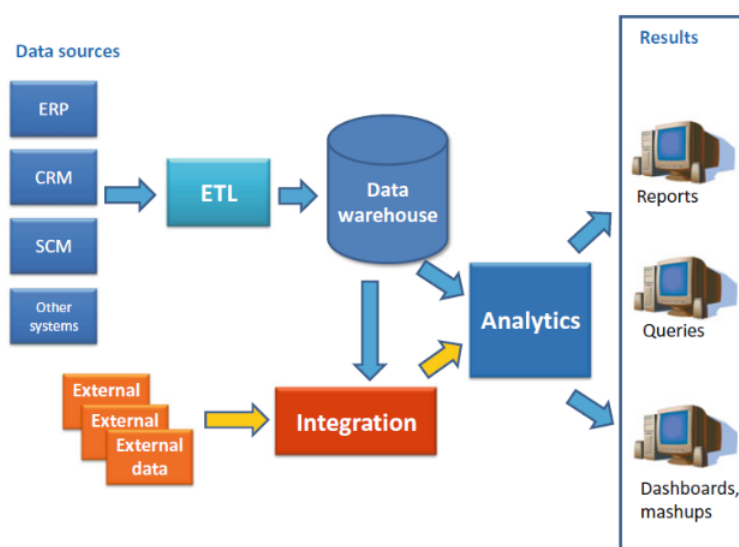 Data sources
Results
ERP
CRM
SCM
Other
systems
ETL
Data
warehouse
Analytics
Reports
Queries
Dashboards,
mashups
External
External
External
data
Integration